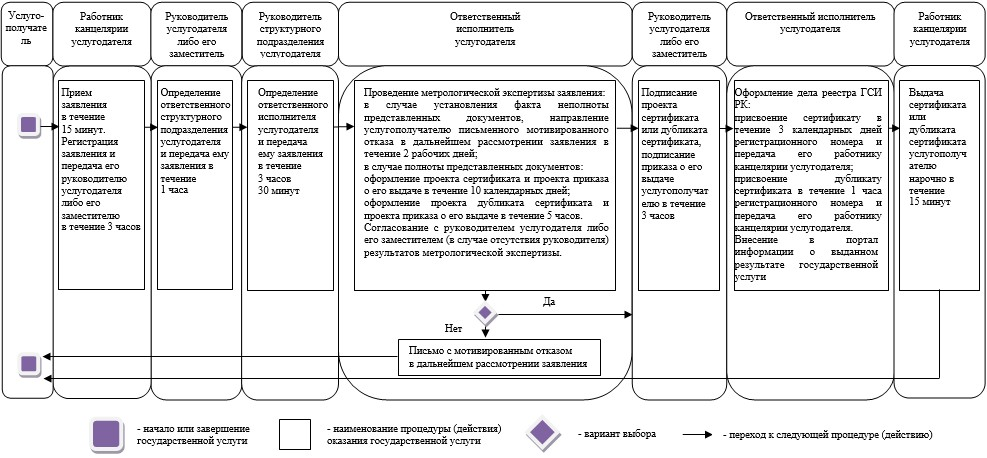 Услуго-
получате
ль
Работник
канцелярии
услугодателя
Руководитель
услугодателя
либо его
заместитель
Руководитель
структурного
подразделения
услугодателя
Ответственный
исполнитель
услугодателя
Руководитель
услугодателя
либо его
заместитель
Ответственный исполнитель
услугодателя
Работник
канцелярии
услугодателя
Прием
заявления
в течение
15 минут.
Регистрация
заявления и
передача его
руководителю
услугодателя
либо его
заместителю
в течение 3 часов
Определение
ответственного
структурного
подразделения
услугодателя
и передача ему
заявления в
течение
1 часа
Определение
ответственного
исполнителя
услугодателя
и передача
ему заявления
в течение
3 часов
30 минут
Проведение метрологической экспертизы заявления:
в случае установления факта неполноты
представленных документов, направление
услугополучателю письменного мотивированного
отказа в дальнейшем рассмотрении заявления в
течение 2 рабочих дней;
в случае полноты представленных документов:
оформление проекта сертификата и проекта приказа
о его выдаче в течение 10 календарных дней;
оформление проекта дубликата сертификата и
проекта приказа о его выдаче в течение 5 часов.
Согласование с руководителем услугодателя либо
его заместителем (в случае отсутствия руководителя)
результатов метрологической экспертизы.
Подписание
проекта
сертификата
или дубликата
сертификата,
подписание
приказа о его
выдаче
услугополучат
елю в течение
3 часов
Оформление дела реестра ГСИ
РК:
присвоение сертификату в
течение 3 календарных дней
регистрационного номера и
передача его работнику
канцелярии услугодателя;
присвоение дубликату
сертификата в течение 1 часа
регистрационного номера и
передача его работнику
канцелярии услугодателя.
Внесение в портал
информации о выданном
результате государственной
услуги
Выдача
сертификата
или
дубликата
сертификата
услугополуч
ателю
нарочно в
течение
15 минут
Да
Нет
Письмо с мотивированным отказом
в дальнейшем рассмотрении заявления
- начало или завершение
государственной услуги
- наименование процедуры (действия)
оказания государственной услуги
- вариант выбора
- переход к следующей процедуре (действию)